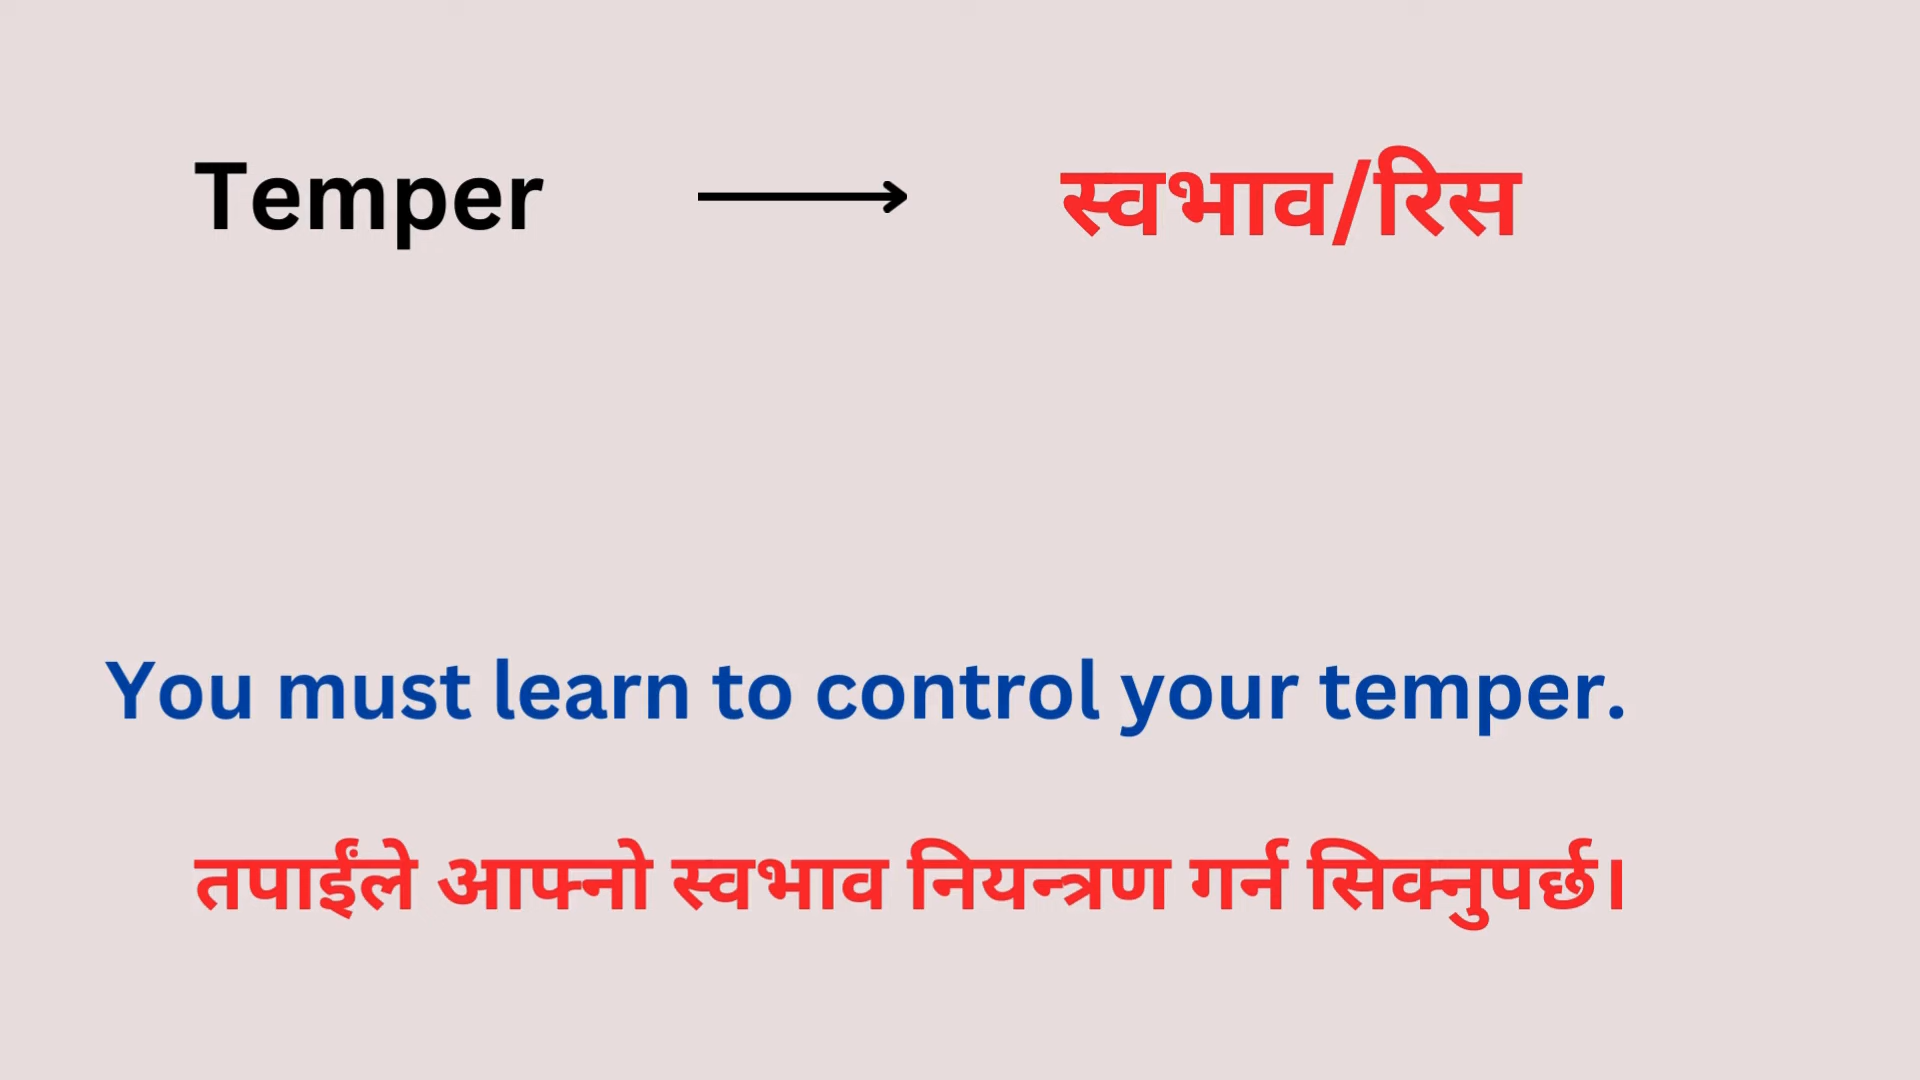 Temper → स्वभाव/रिस
You must learn to control your temper.
तपाईंले आफ्नो स्वभाव नियन्त्रण गर्न सिक्नुपर्छ।